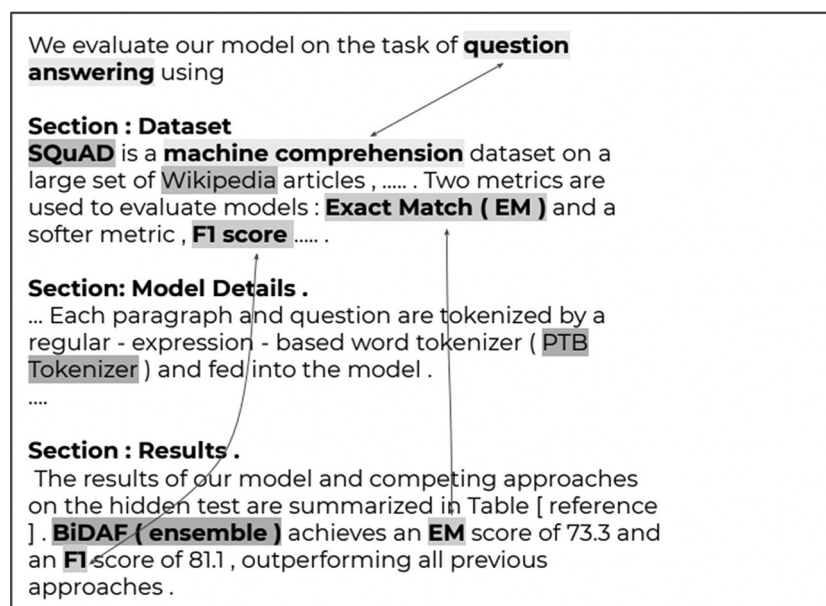 We evaluate our model on the task of question
answering using
Section : Dataset
SQuAD is a machine comprehension dataset on a
large set of Wikipedia articles , ..... . Two metrics are
used to evaluate models : Exact Match ( EM ) and a
softer metric , F1 score ..... .
Section: Model Details .
... Each paragraph and question are tokenized by a
regular - expression - based word tokenizer ( PTB
Tokenizer ) and fed into the model .
....
Section : Results .
The results of our model and competing approaches
on the hidden test are summarized in Table [ reference
] . BiDAF ( ensemble ) achieves an EM score of 73.3 and
an F1 score of 81.1 , outperforming all previous
approaches .